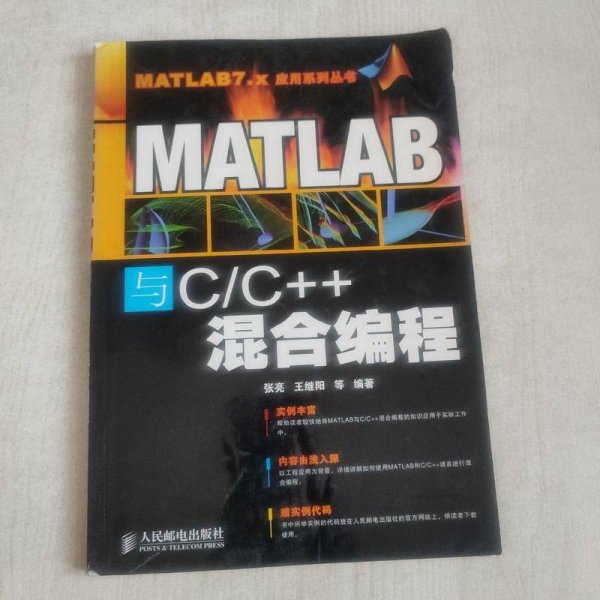 MATLAB7.x 应用系列丛书
MATLAB
与 C/C++
混合编程
张亮 王继阳 等 编著
实例丰富
帮助读者较快地将MATLAB与C/C++混合编程的知识应用于实际工作
中。
内容由浅入深
以工程应用为背景，详细讲解如何使用MATLAB和C/C++语言进行混
合编程。
赠实例代码
书中所举实例的代码放在人民邮电出版社的官方网站上，供读者下载
使用。
人民邮电出版社
POSTS & TELECOM PRESS